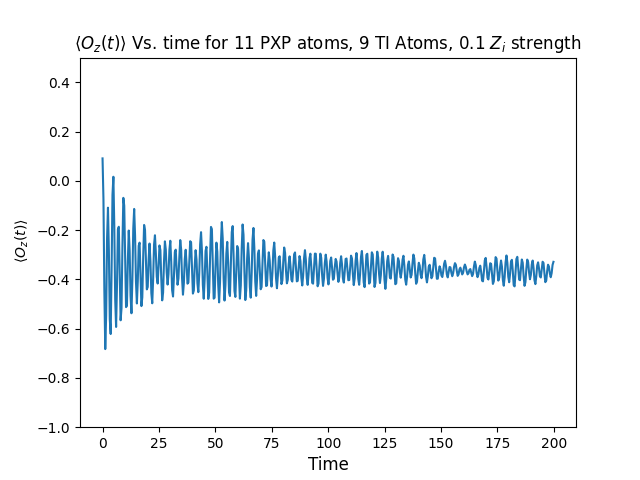 ⟨O_z(t)⟩ Vs. time for 11 PXP atoms, 9 TI Atoms, 0.1 Z_i strength
0.4
0.2
0.0
−0.2
−0.4
−0.6
−0.8
−1.0
⟨O_z(t)⟩
0 25 50 75 100 125 150 175 200
Time